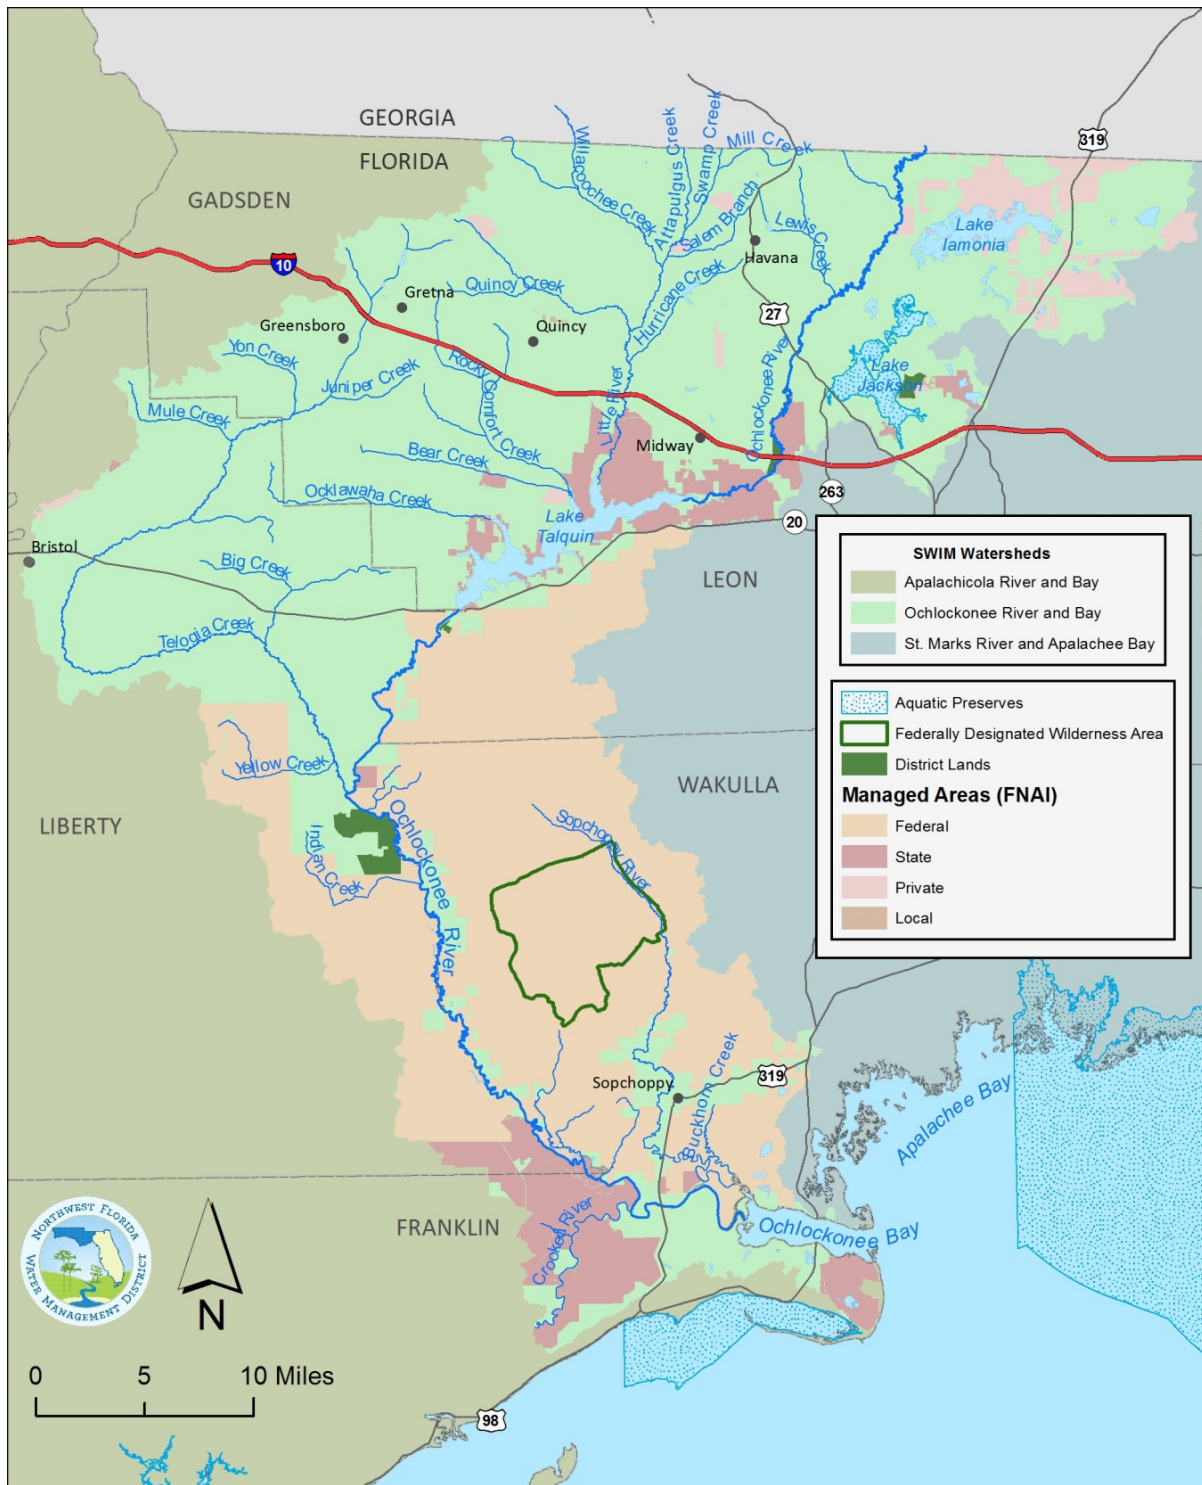 GEORGIA
FLORIDA
GADSDEN
319
Willacoochee Creek
Attapulgus Creek
Swamp Creek
Mill Creek
Salem Branch
Lewis Creek
Lake
Iamonia
Havana
10
Gretna
Quincy Creek
Hurricane Creek
27
Greensboro
Quincy
Yon Creek
Juniper Creek
Rocky Comfort Creek
Little River
Ochlockonee River
Lake
Jackson
Mule Creek
Midway
Bear Creek
Ocklawaha Creek
263
Lake
Talquin
20
Bristol
Big Creek
LEON
Telogia Creek
SWIM Watersheds
Apalachicola River and Bay
Ochlockonee River and Bay
St. Marks River and Apalachee Bay
Aquatic Preserves
Federally Designated Wilderness Area
District Lands
Managed Areas (FNAI)
Federal
State
Private
Local
Yellow Creek
WAKULLA
LIBERTY
Indian Creek
Ochlockonee River
Sopchoppy River
Sopchoppy
319
Buckhorn Creek
Apalachee Bay
FRANKLIN
Crooked River
Ochlockonee Bay
NORTHWEST FLORIDA
WATER MANAGEMENT DISTRICT
N
0 5 10 Miles
98